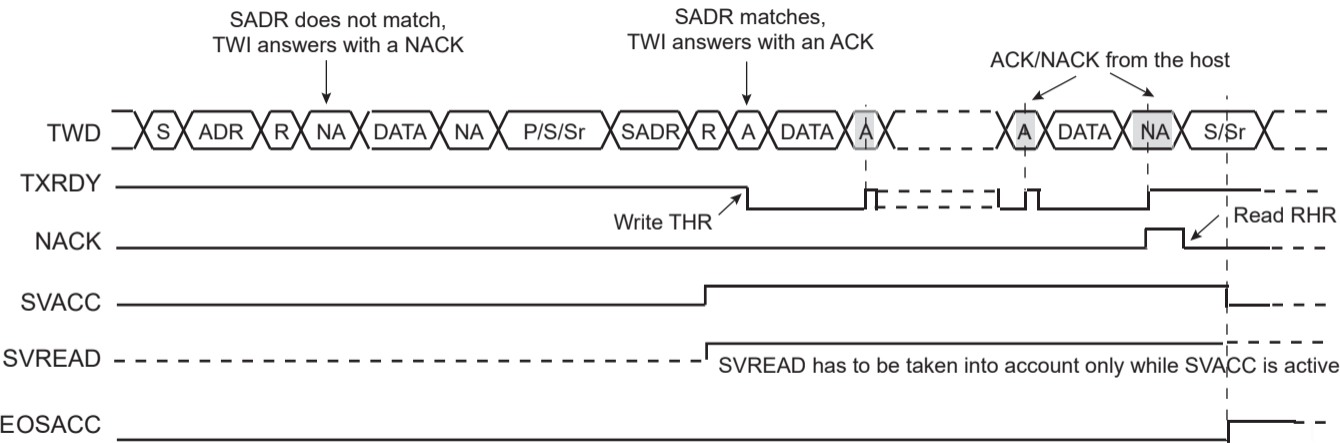 SADR does not match,
TWI answers with a NACK
SADR matches,
TWI answers with an ACK
ACK/NACK from the host
TWD S ADR R NA DATA NA P/S/Sr SADR R A DATA A A DATA NA S/Sr
TXRDY
Write THR
Read RHR
NACK
SVACC
SVREAD
SVREAD has to be taken into account only while SVACC is active
EOSACC